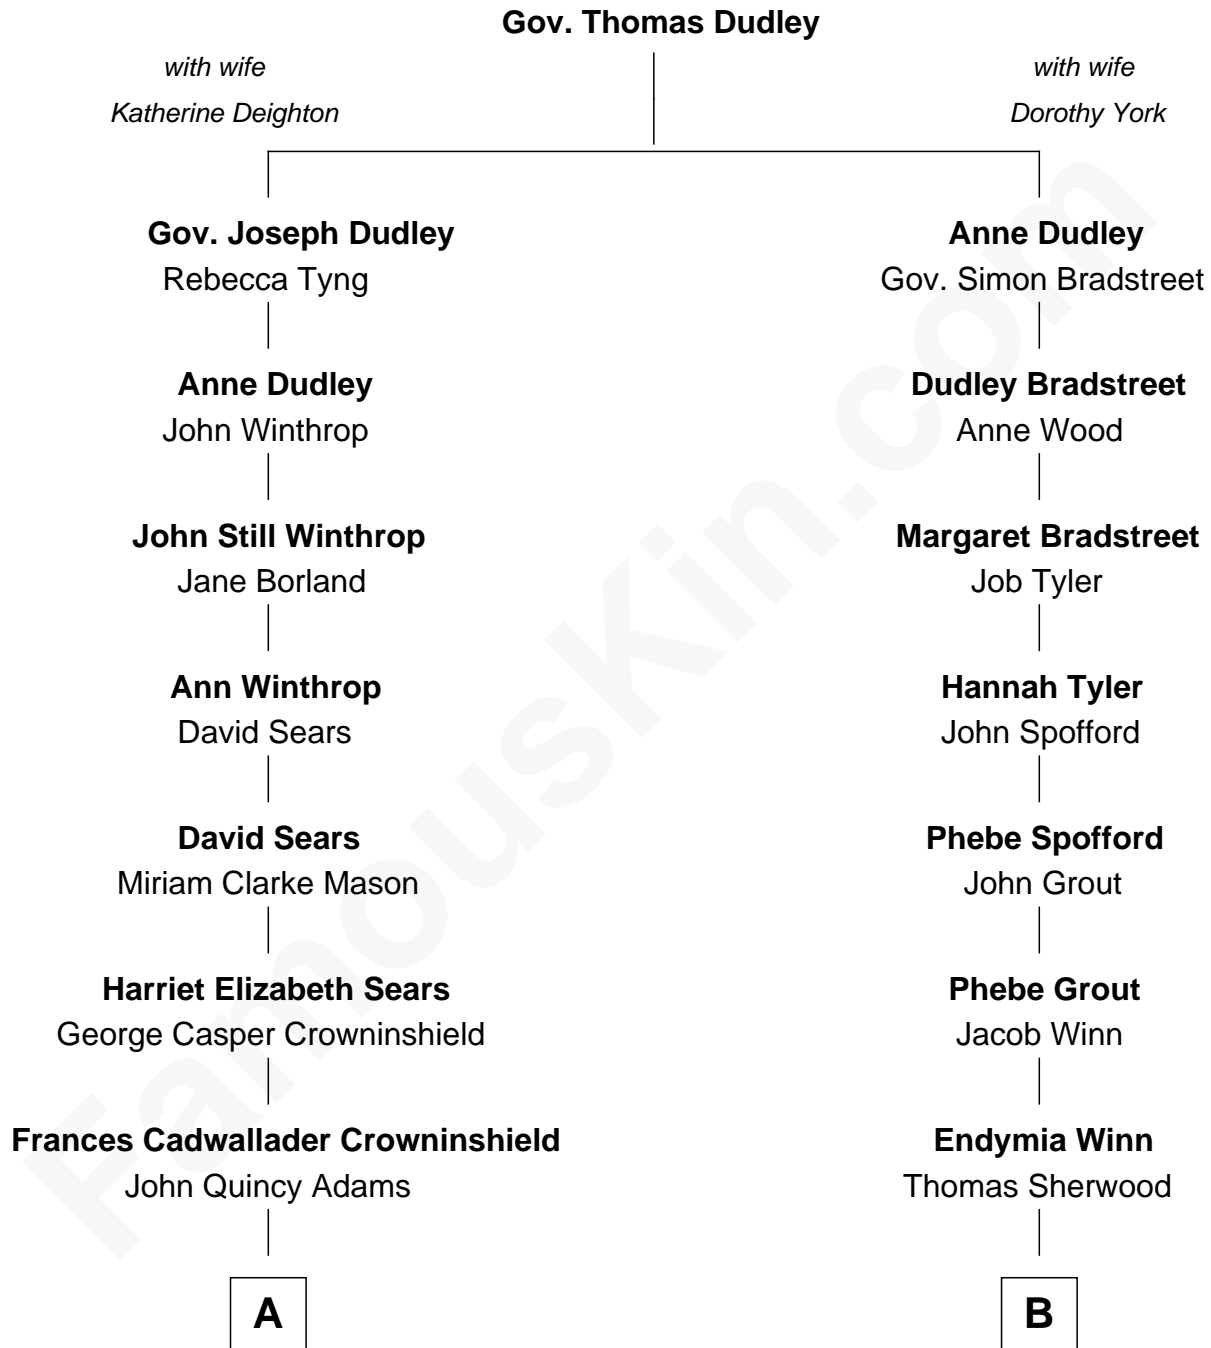 Gov. Thomas Dudley
with wife
Katherine Deighton
with wife
Dorothy York
Gov. Joseph Dudley
Rebecca Tyng
Anne Dudley
Gov. Simon Bradstreet
Anne Dudley
John Winthrop
Dudley Bradstreet
Anne Wood
John Still Winthrop
Jane Borland
Margaret Bradstreet
Job Tyler
Ann Winthrop
David Sears
Hannah Tyler
John Spofford
David Sears
Miriam Clarke Mason
Phebe Spofford
John Grout
Harriet Elizabeth Sears
George Casper Crowninshield
Phebe Grout
Jacob Winn
Frances Cadwallader Crowninshield
John Quincy Adams
Endymia Winn
Thomas Sherwood
A
B
FamousKin.com